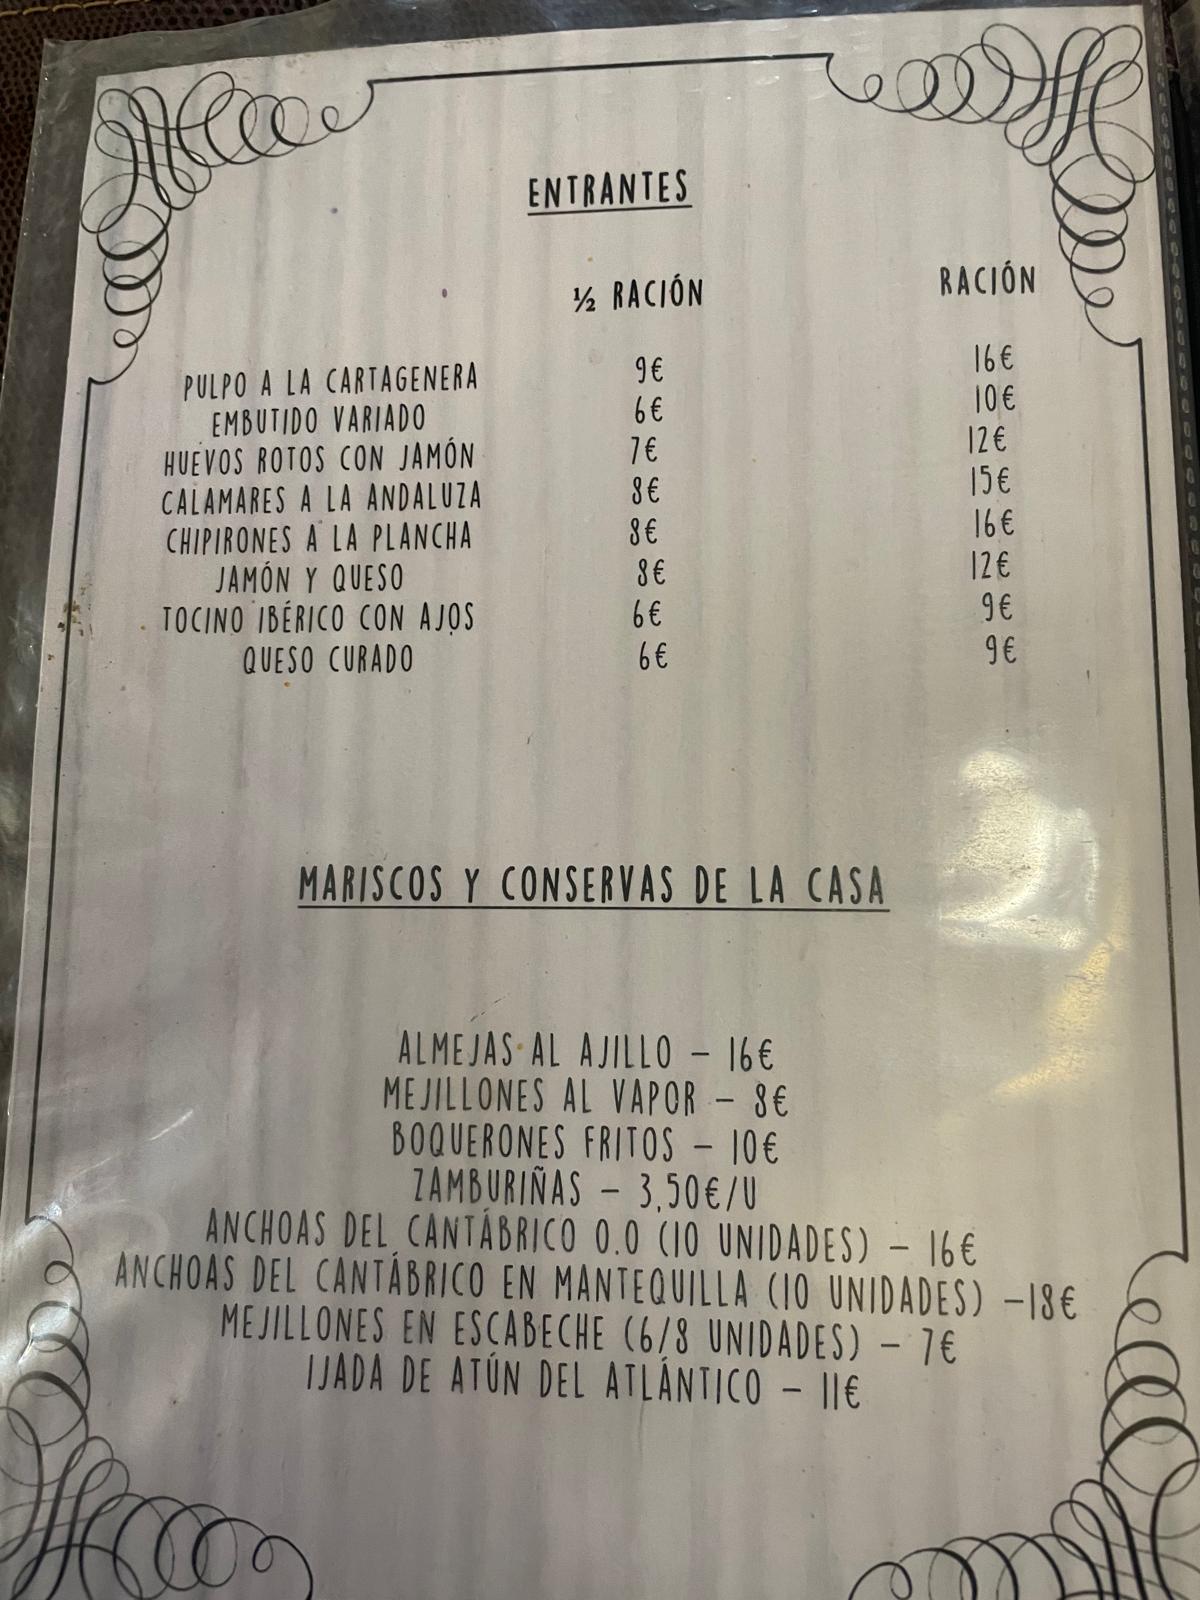 ENTRANTES
½ RACIÓN RACIÓN
PULPO A LA CARTAGENERA 9€ 16€
EMBUTIDO VARIADO 6€ 10€
HUEVOS ROTOS CON JAMÓN 7€ 12€
CALAMARES A LA ANDALUZA 8€ 15€
CHIPIRONES A LA PLANCHA 8€ 16€
JAMÓN Y QUESO 8€ 12€
TOCINO IBÉRICO CON AJOS 6€ 9€
QUESO CURADO 6€ 9€
MARISCOS Y CONSERVAS DE LA CASA
ALMEJAS AL AJILLO – 16€
MEJILLONES AL VAPOR – 8€
BOQUERONES FRITOS – 10€
ZAMBURIÑAS – 3,50€/U
ANCHOAS DEL CANTÁBRICO 0.0 (10 UNIDADES) – 16€
ANCHOAS DEL CANTÁBRICO EN MANTEQUILLA (10 UNIDADES) –18€
MEJILLONES EN ESCABECHE (6/8 UNIDADES) – 7€
IJADA DE ATÚN DEL ATLÁNTICO – 11€